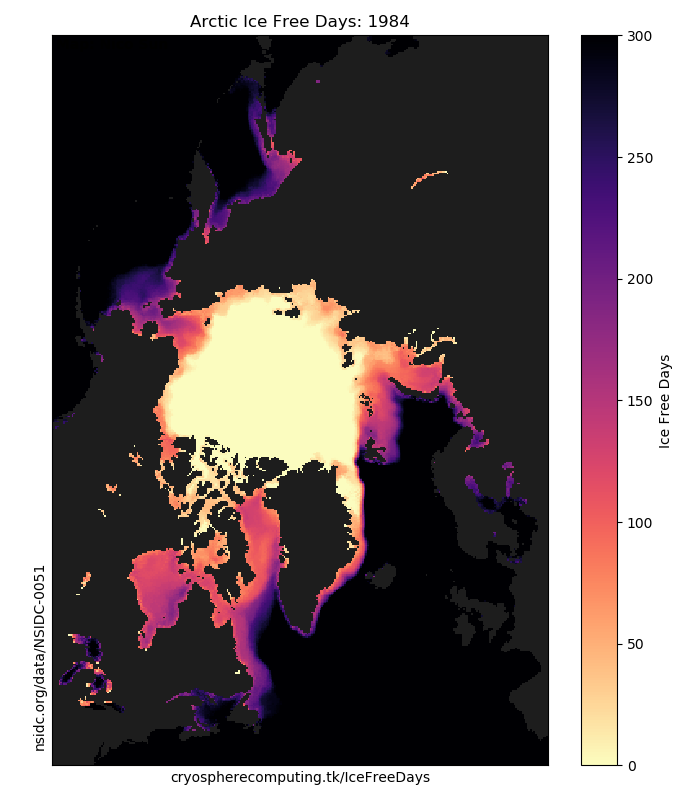 Arctic Ice Free Days: 1984
300
250
200
150
100
50
0
Ice Free Days
nsidc.org/data/NSIDC-0051
cryospherecomputing.tk/IceFreeDays